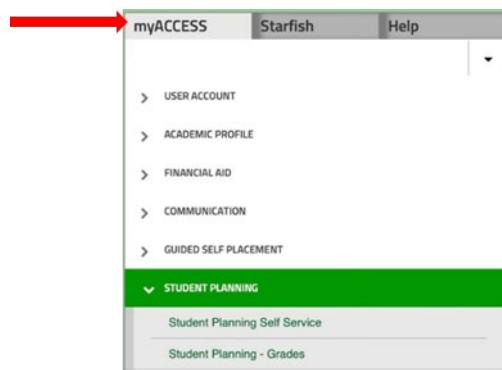 myACCESS Starfish Help
USER ACCOUNT
ACADEMIC PROFILE
FINANCIAL AID
COMMUNICATION
GUIDED SELF PLACEMENT
STUDENT PLANNING
Student Planning Self Service
Student Planning - Grades